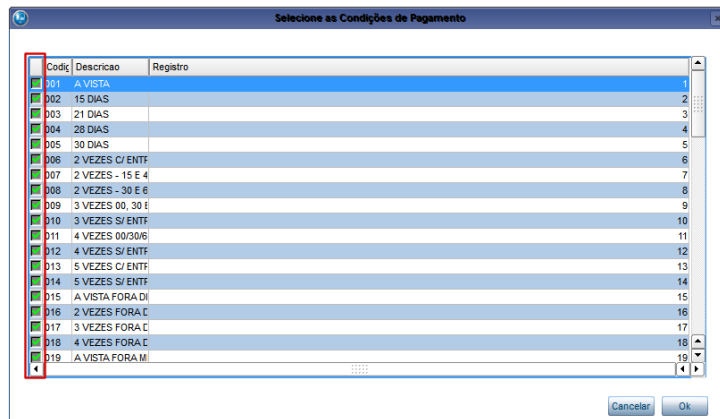 Selecione as Condições de Pagamento
Codig Descricao Registro
001 A VISTA 1
002 15 DIAS 2
003 21 DIAS 3
004 28 DIAS 4
005 30 DIAS 5
006 2 VEZES C/ ENTR 6
007 2 VEZES - 15 E 4 7
008 2 VEZES - 30 E 6 8
009 3 VEZES 00, 30 E 9
010 3 VEZES S/ ENTR 10
011 4 VEZES 00/30/6 11
012 4 VEZES S/ ENTR 12
013 5 VEZES C/ ENTR 13
014 5 VEZES S/ ENTR 14
015 A VISTA FORA DI 15
016 2 VEZES FORA D 16
017 3 VEZES FORA D 17
018 4 VEZES FORA D 18
019 A VISTA FORA M 19
Cancelar Ok